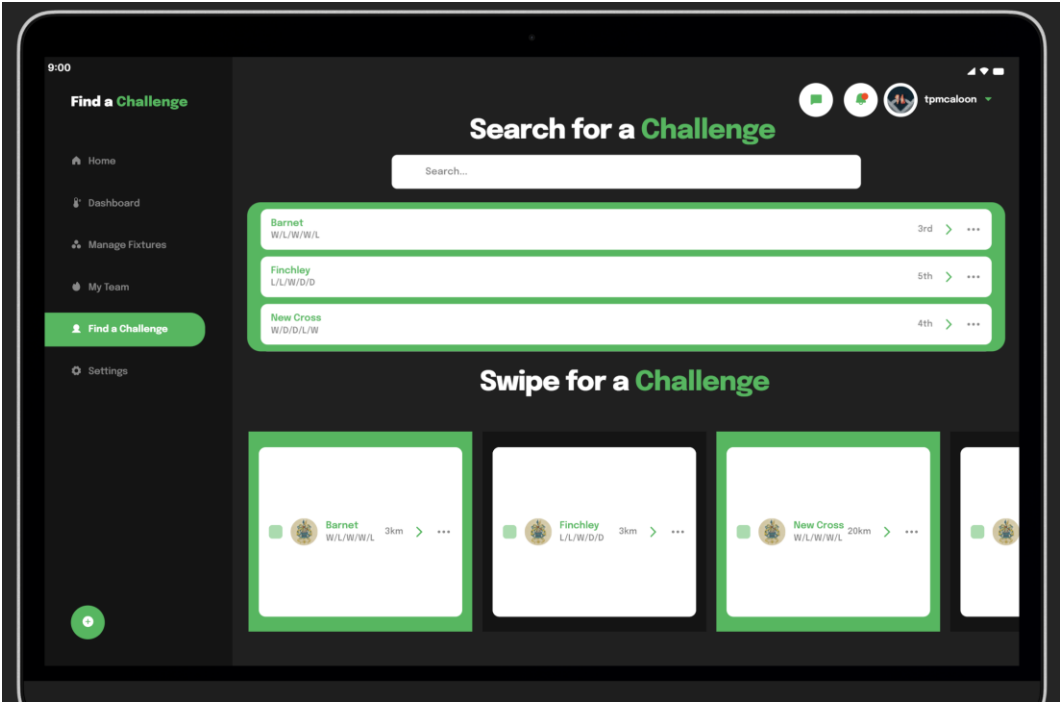 9:00
Find a Challenge
Home
Dashboard
Manage Fixtures
My Team
Find a Challenge
Settings
tpmcaloon
Search for a Challenge
Search...
Barnet
W/L/W/W/L
3rd
Finchley
L/L/W/D/D
5th
New Cross
W/D/D/L/W
4th
Swipe for a Challenge
Barnet
W/L/W/W/L
3km
Finchley
L/L/W/D/D
3km
New Cross
W/L/W/W/L
20km